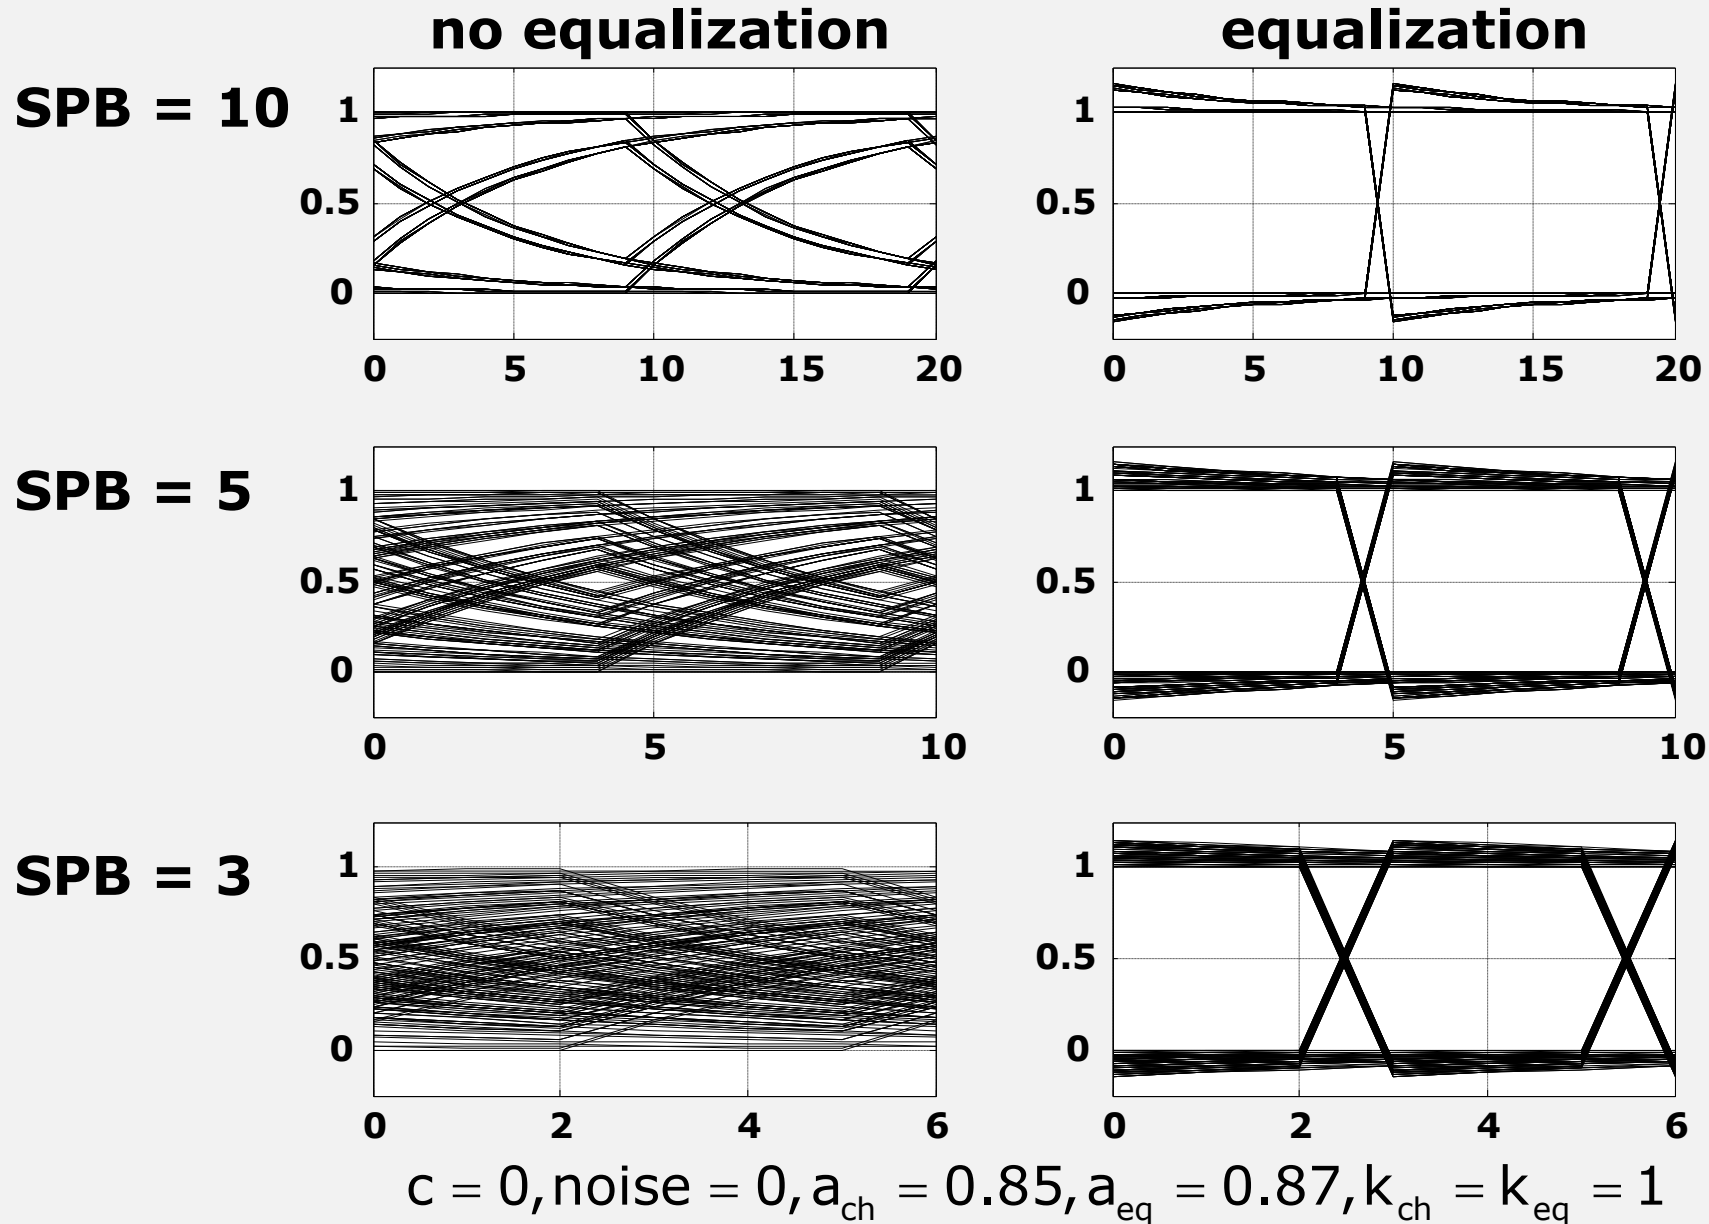 no equalization
equalization
SPB = 10
1
0.5
0
0 5 10 15 20
1
0.5
0
0 5 10 15 20
SPB = 5
1
0.5
0
0 5 10
1
0.5
0
0 5 10
SPB = 3
1
0.5
0
0 2 4 6
1
0.5
0
0 2 4 6
c = 0, noise = 0, a_ch = 0.85, a_eq = 0.87, k_ch = k_eq = 1